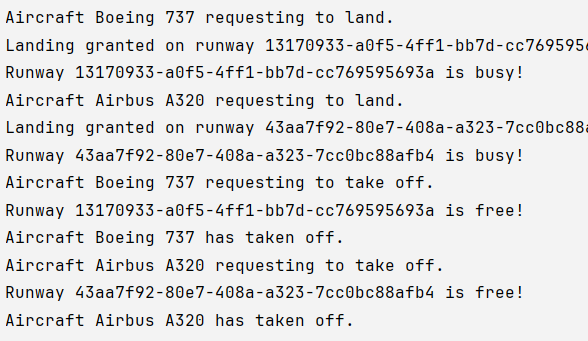 Aircraft Boeing 737 requesting to land.
Landing granted on runway 13170933-a0f5-4ff1-bb7d-cc769595
Runway 13170933-a0f5-4ff1-bb7d-cc769595693a is busy!
Aircraft Airbus A320 requesting to land.
Landing granted on runway 43aa7f92-80e7-408a-a323-7cc0bc88a
Runway 43aa7f92-80e7-408a-a323-7cc0bc88afb4 is busy!
Aircraft Boeing 737 requesting to take off.
Runway 13170933-a0f5-4ff1-bb7d-cc769595693a is free!
Aircraft Boeing 737 has taken off.
Aircraft Airbus A320 requesting to take off.
Runway 43aa7f92-80e7-408a-a323-7cc0bc88afb4 is free!
Aircraft Airbus A320 has taken off.